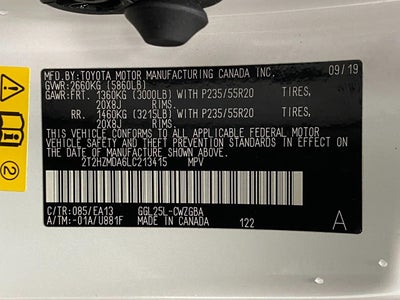 MFD.BY:TOYOTA MOTOR MANUFACTURING CANADA INC. 09/19
GVWR:2660KG (5860LB)
GAWR:FRT. 1360KG (3000LB) WITH P235/55R20 TIRES,
20X8J RIMS,
RR. 1460KG (3215LB) WITH P235/55R20 TIRES,
20X8J RIMS.
THIS VEHICLE CONFORMS TO ALL APPLICABLE FEDERAL MOTOR
VEHICLE SAFETY AND THEFT PREVENTION STANDARDS IN EFFECT
ON THE DATE OF MANUFACTURE SHOWN ABOVE.
2T2HZMDA6LC213415 MPV
C/TR:085/EA13 GGL25L-CWZGBA
A/TM:-01A/U881F MADE IN CANADA 122 A